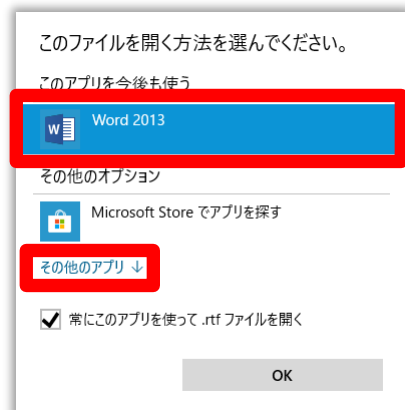 このファイルを開く方法を選んでください。
このアプリを今後も使う
Word 2013
その他のオプション
Microsoft Store でアプリを探す
その他のアプリ ↓
常にこのアプリを使って .rtf ファイルを開く
OK